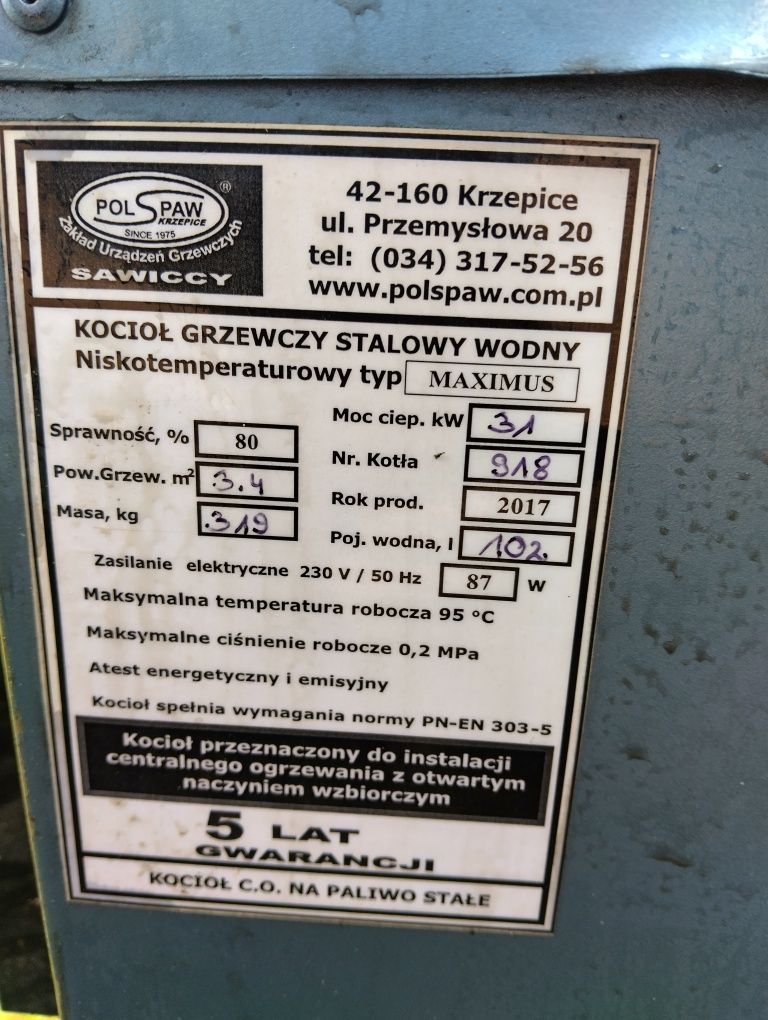 POLSPAW ®
KRZEPICE
SINCE 1975
Zakład Urządzeń Grzewczych
SAWICCY
42-160 Krzepice
ul. Przemysłowa 20
tel: (034) 317-52-56
www.polspaw.com.pl
KOCIOŁ GRZEWCZY STALOWY WODNY
Niskotemperaturowy typ MAXIMUS
Sprawność, % 80
Pow.Grzew. m² 3.4
Masa, kg 319
Moc ciep. kW 31
Nr. Kotła 918
Rok prod. 2017
Poj. wodna, l 102.
Zasilanie elektryczne 230 V / 50 Hz 87 W
Maksymalna temperatura robocza 95 °C
Maksymalne ciśnienie robocze 0,2 MPa
Atest energetyczny i emisyjny
Kocioł spełnia wymagania normy PN-EN 303-5
Kocioł przeznaczony do instalacji
centralnego ogrzewania z otwartym
naczyniem wzbiorczym
5 LAT
GWARANCJI
KOCIOŁ C.O. NA PALIWO STAŁE